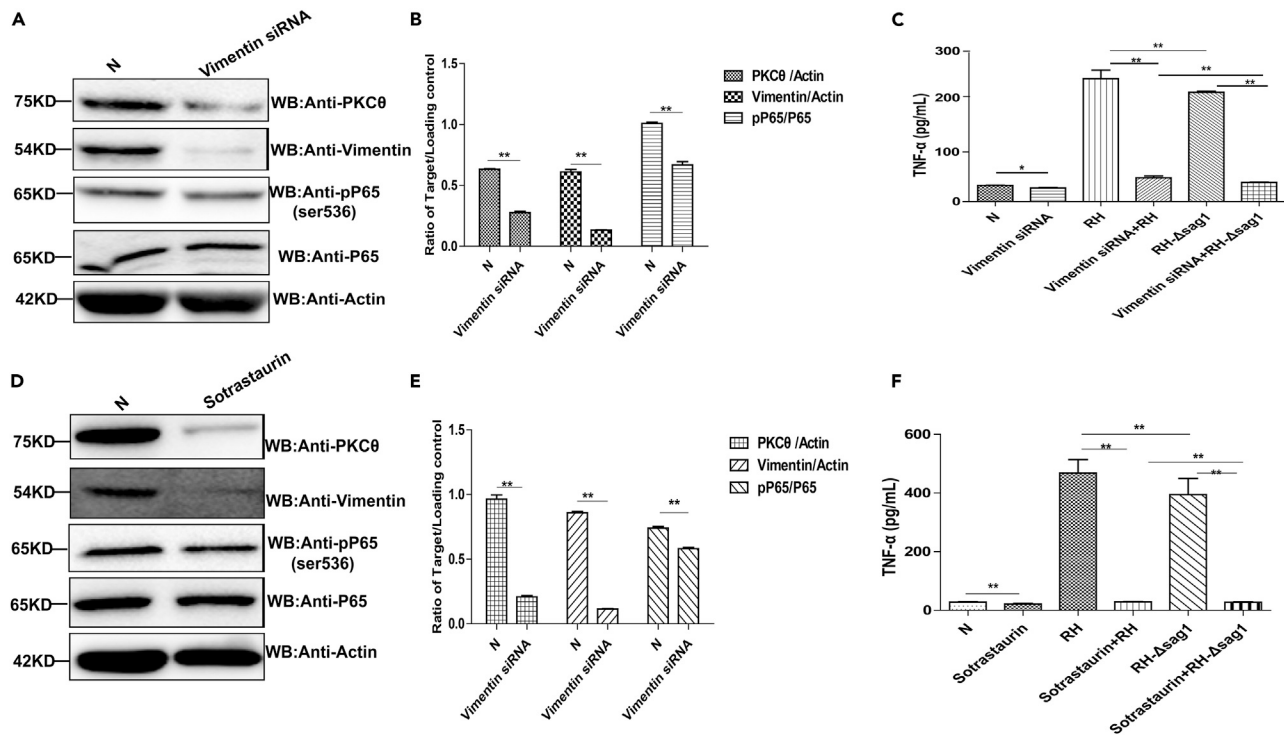 A
N
Vimentin siRNA
75KD
WB:Anti-PKCθ
54KD
WB:Anti-Vimentin
65KD
WB:Anti-pP65
(ser536)
65KD
WB:Anti-P65
42KD
WB:Anti-Actin
B
Ratio of Target/Loading control
1.5
1.0
0.5
0.0
**
**
**
N
Vimentin siRNA
N
Vimentin siRNA
N
Vimentin siRNA
PKCθ /Actin
Vimentin/Actin
pP65/P65
C
TNF-α (pg/mL)
300
200
100
0
*
**
**
**
**
N
Vimentin siRNA
RH
Vimentin siRNA+RH
RH-Δsag1
Vimentin siRNA+RH-Δsag1
D
N
Sotrastaurin
75KD
WB:Anti-PKCθ
54KD
WB:Anti-Vimentin
65KD
WB:Anti-pP65
(ser536)
65KD
WB:Anti-P65
42KD
WB:Anti-Actin
E
Ratio of Target/Loading control
1.5
1.0
0.5
0.0
**
**
**
N
Vimentin siRNA
N
Vimentin siRNA
N
Vimentin siRNA
PKCθ /Actin
Vimentin/Actin
pP65/P65
F
TNF-α (pg/mL)
600
400
200
0
**
**
**
**
**
N
Sotrastaurin
RH
Sotrastaurin+RH
RH-Δsag1
Sotrastaurin+RH-Δsag1